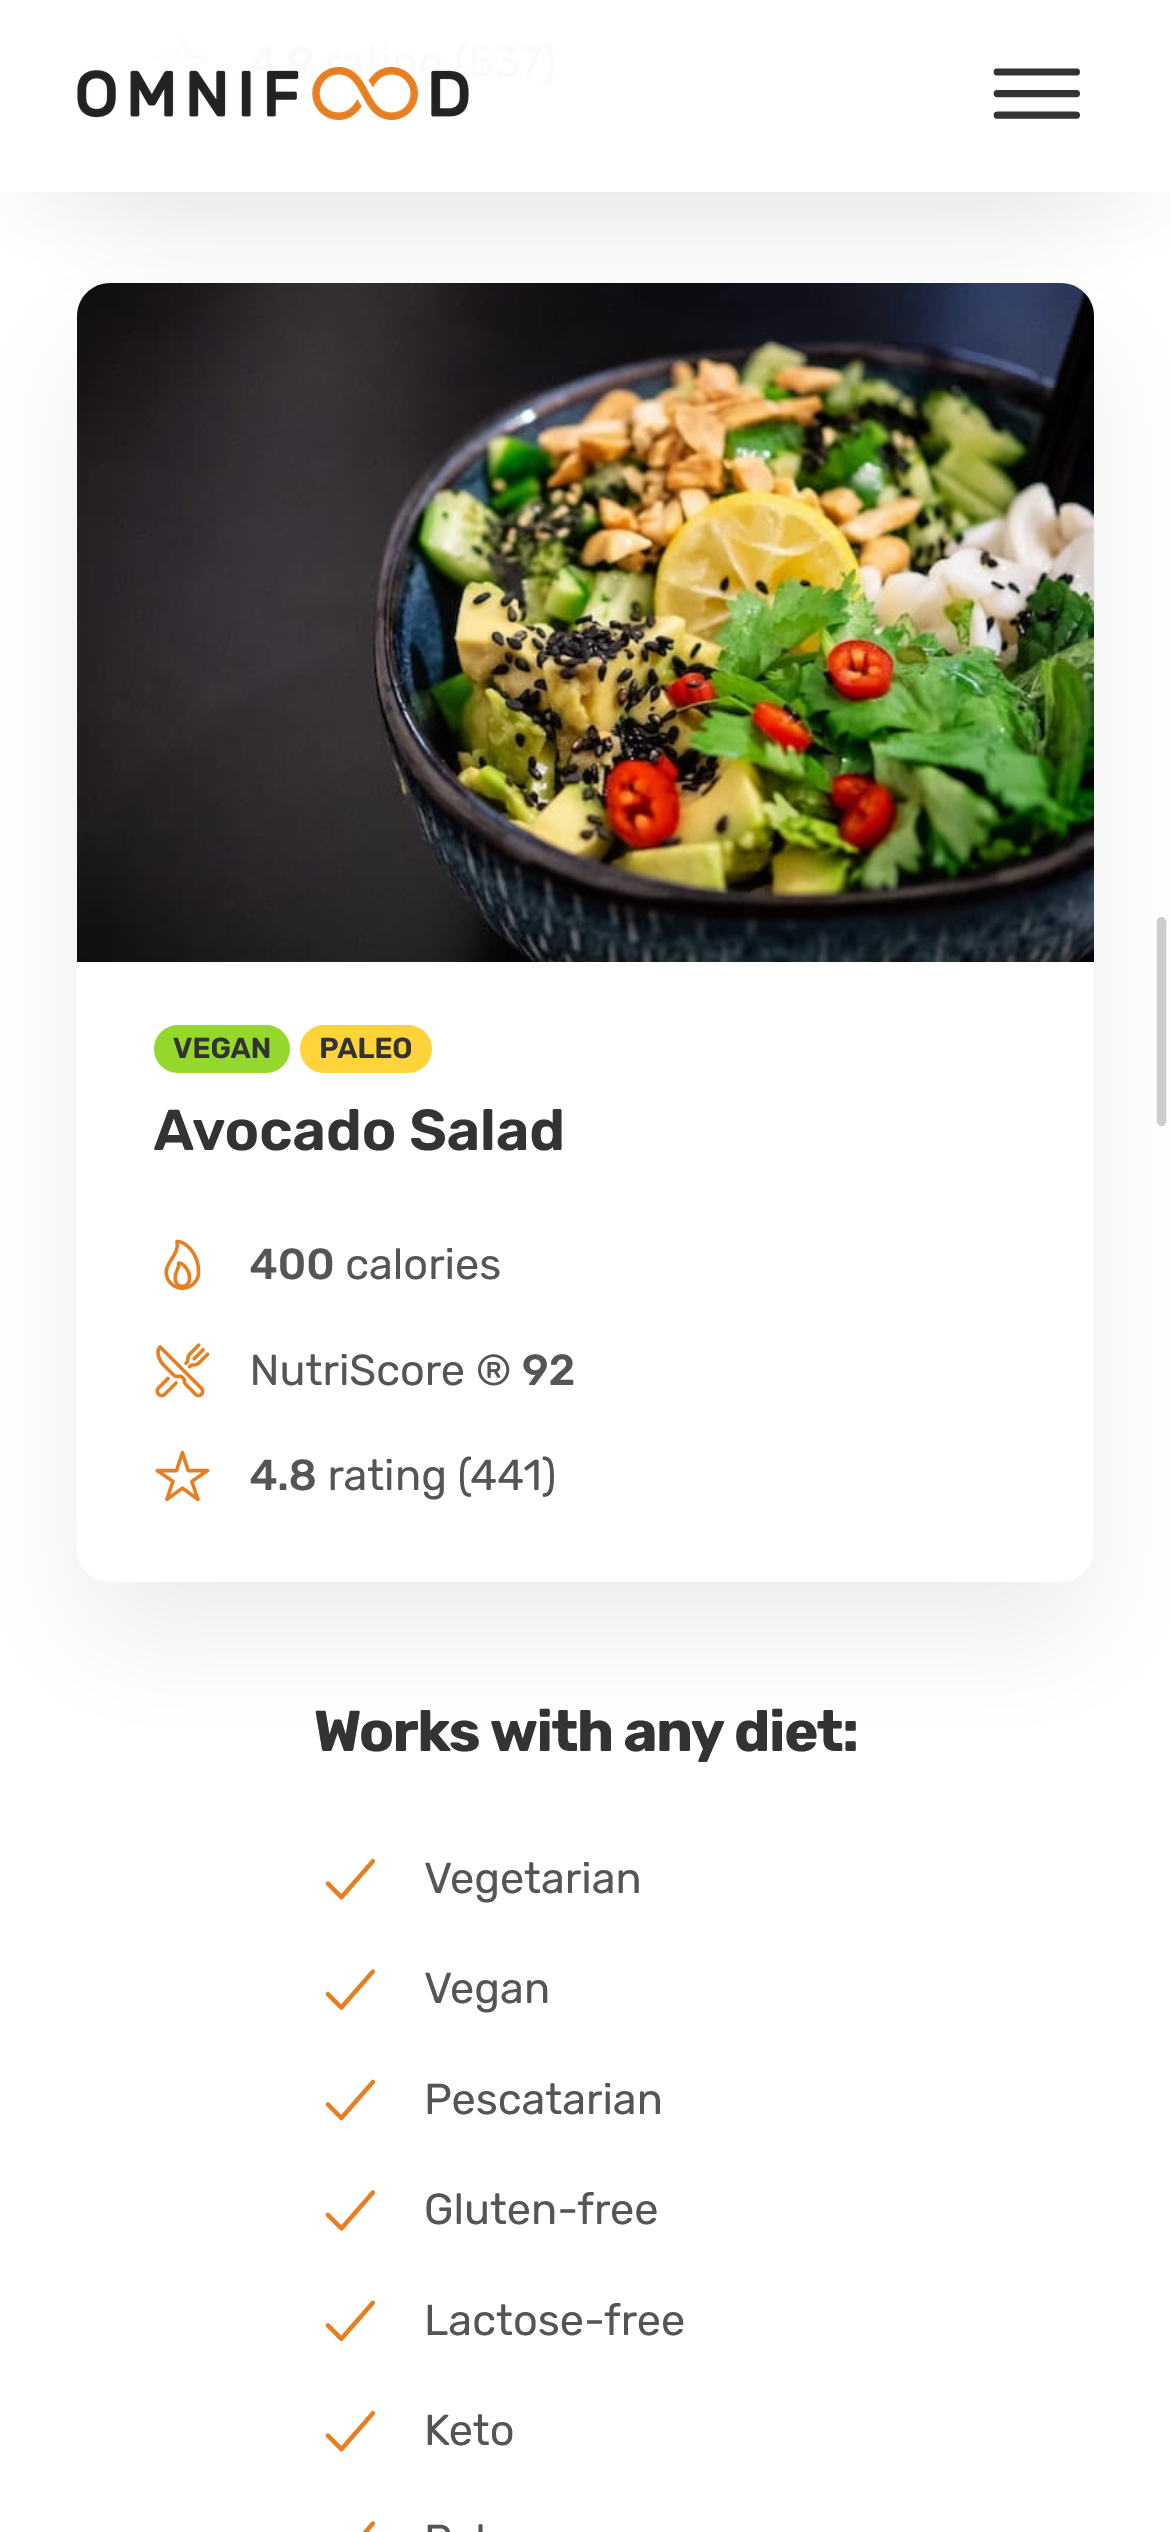 4.9 rating (537)
OMNIFOOD
VEGAN PALEO
Avocado Salad
400 calories
NutriScore ® 92
4.8 rating (441)
Works with any diet:
Vegetarian
Vegan
Pescatarian
Gluten-free
Lactose-free
Keto